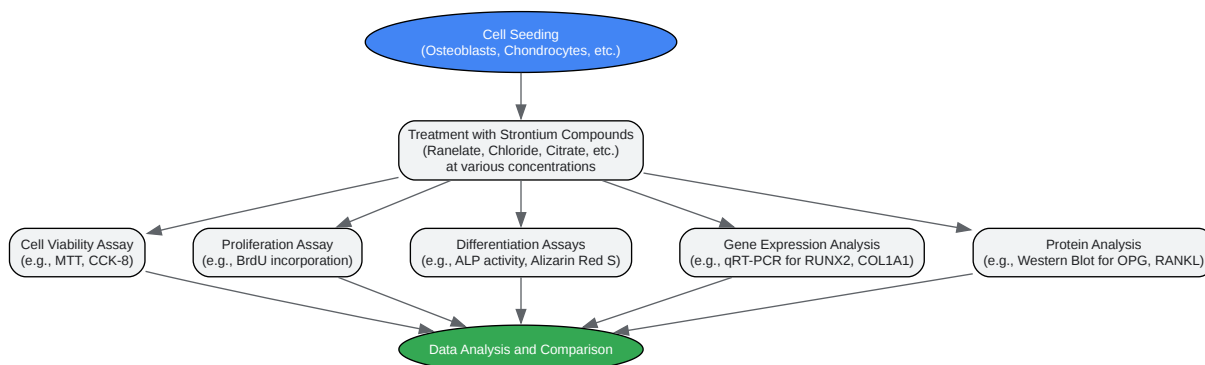 Cell Seeding
(Osteoblasts, Chondrocytes, etc.)
Treatment with Strontium Compounds
(Ranelate, Chloride, Citrate, etc.)
at various concentrations
Cell Viability Assay
(e.g., MTT, CCK-8)
Proliferation Assay
(e.g., BrdU incorporation)
Differentiation Assays
(e.g., ALP activity, Alizarin Red S)
Gene Expression Analysis
(e.g., qRT-PCR for RUNX2, COL1A1)
Protein Analysis
(e.g., Western Blot for OPG, RANKL)
Data Analysis and Comparison